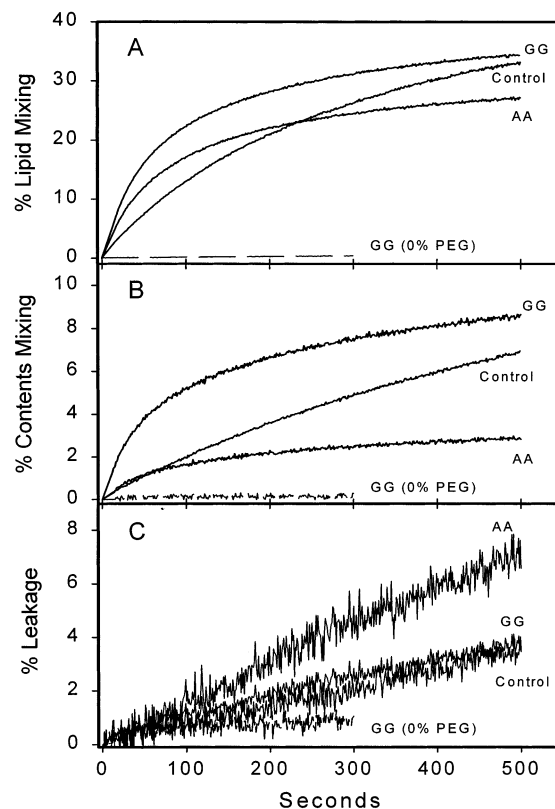 40
A
GG
30
Control
20
AA
10
GG (0% PEG)
0
% Lipid Mixing
10
B
GG
8
Control
6
4
AA
2
GG (0% PEG)
0
% Contents Mixing
8
C
AA
6
GG
4
Control
2
GG (0% PEG)
0
% Leakage
0 100 200 300 400 500
Seconds